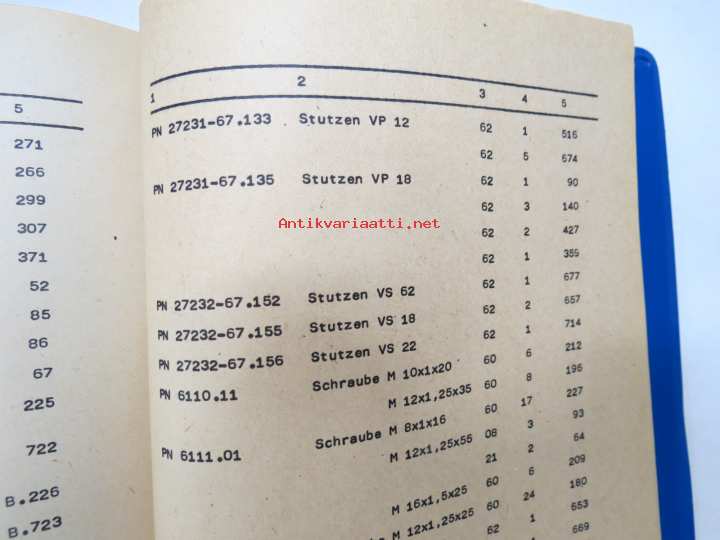 5
271
266
299
307
371
52
85
86
67
225
722
B.226
B.723
1 2 3 4 5
PN 27231-67.133 Stutzen VP 12 62 1 516
62 5 674
PN 27231-67.135 Stutzen VP 18 62 1 90
62 3 140
Antikvariaatti.net
62 2 427
62 1 355
62 1 677
PN 27232-67.152 Stutzen VS 62 62 2 657
PN 27232-67.155 Stutzen VS 18 62 1 714
PN 27232-67.156 Stutzen VS 22 60 6 212
PN 6110.11 Schraube M 10x1x20 60 8 195
M 12x1,25x35 60 17 227
PN 6111.01 Schraube M 8x1x16 08 3 93
M 12x1,25x55 21 2 64
60 6 209
M 16x1,5x25 60 24 180
M 12x1,25x25 62 1 653
669